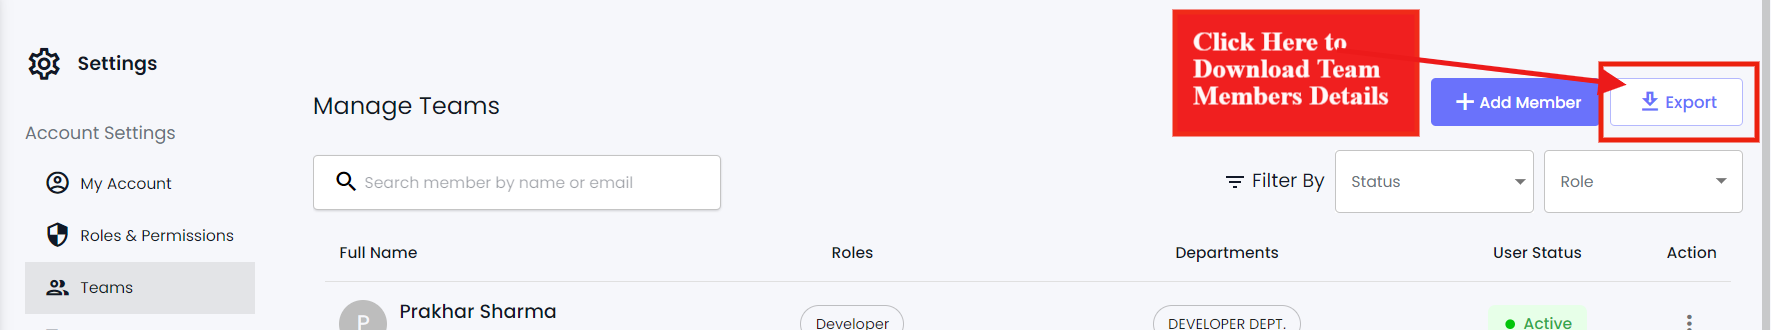 Settings
Account Settings
My Account
Roles & Permissions
Teams
Manage Teams
Click Here to
Download Team
Members Details
Add Member
Export
Search member by name or email
Filter By
Status
Role
Full Name
Roles
Departments
User Status
Action
P
Prakhar Sharma
Developer
DEVELOPER DEPT.
Active